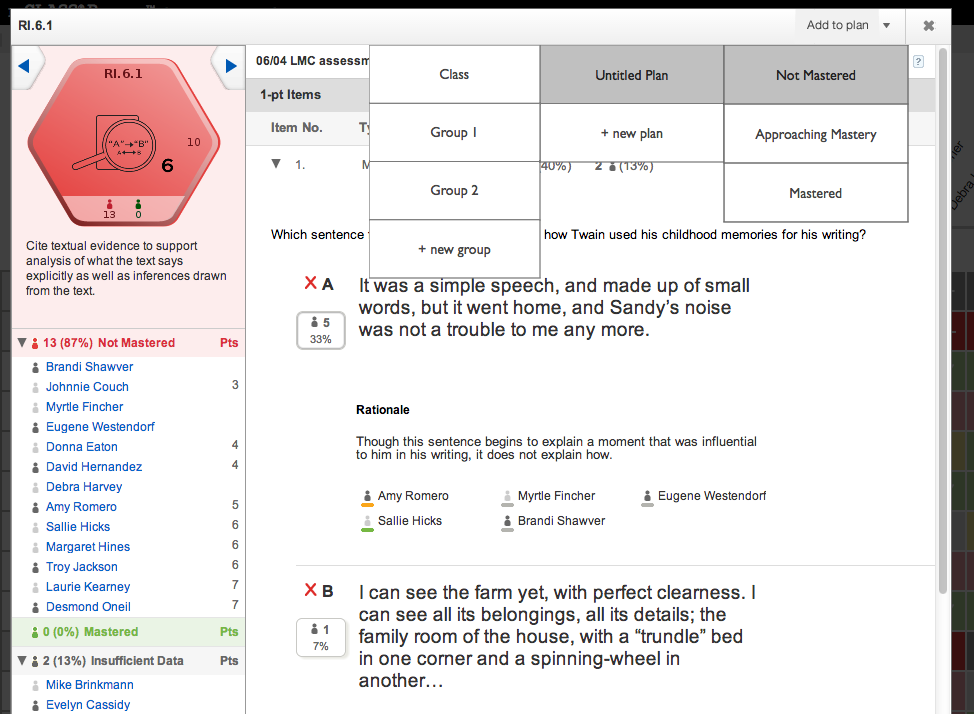 RI.6.1
Add to plan
RI.6.1
"A"→"B"
A↔B
10
6
13 0
Cite textual evidence to support
analysis of what the text says
explicitly as well as inferences drawn
from the text.
13 (87%) Not Mastered Pts
Brandi Shawver
Johnnie Couch 3
Myrtle Fincher
Eugene Westendorf
Donna Eaton 4
David Hernandez 4
Debra Harvey
Amy Romero 5
Sallie Hicks 6
Margaret Hines 6
Troy Jackson 6
Laurie Kearney 7
Desmond Oneil 7
0 (0%) Mastered Pts
2 (13%) Insufficient Data Pts
Mike Brinkmann
Evelyn Cassidy
06/04 LMC assessm
?
1-pt Items
Item No. Ty
1. M 40%) 2 (13%)
Class
Group 1
Group 2
+ new group
Untitled Plan
+ new plan
Not Mastered
Approaching Mastery
Mastered
Which sentence how Twain used his childhood memories for his writing?
A
5
33%
It was a simple speech, and made up of small
words, but it went home, and Sandy's noise
was not a trouble to me any more.
Rationale
Though this sentence begins to explain a moment that was influential
to him in his writing, it does not explain how.
Amy Romero Myrtle Fincher Eugene Westendorf
Sallie Hicks Brandi Shawver
B
1
7%
I can see the farm yet, with perfect clearness. I
can see all its belongings, all its details; the
family room of the house, with a “trundle” bed
in one corner and a spinning-wheel in
another…